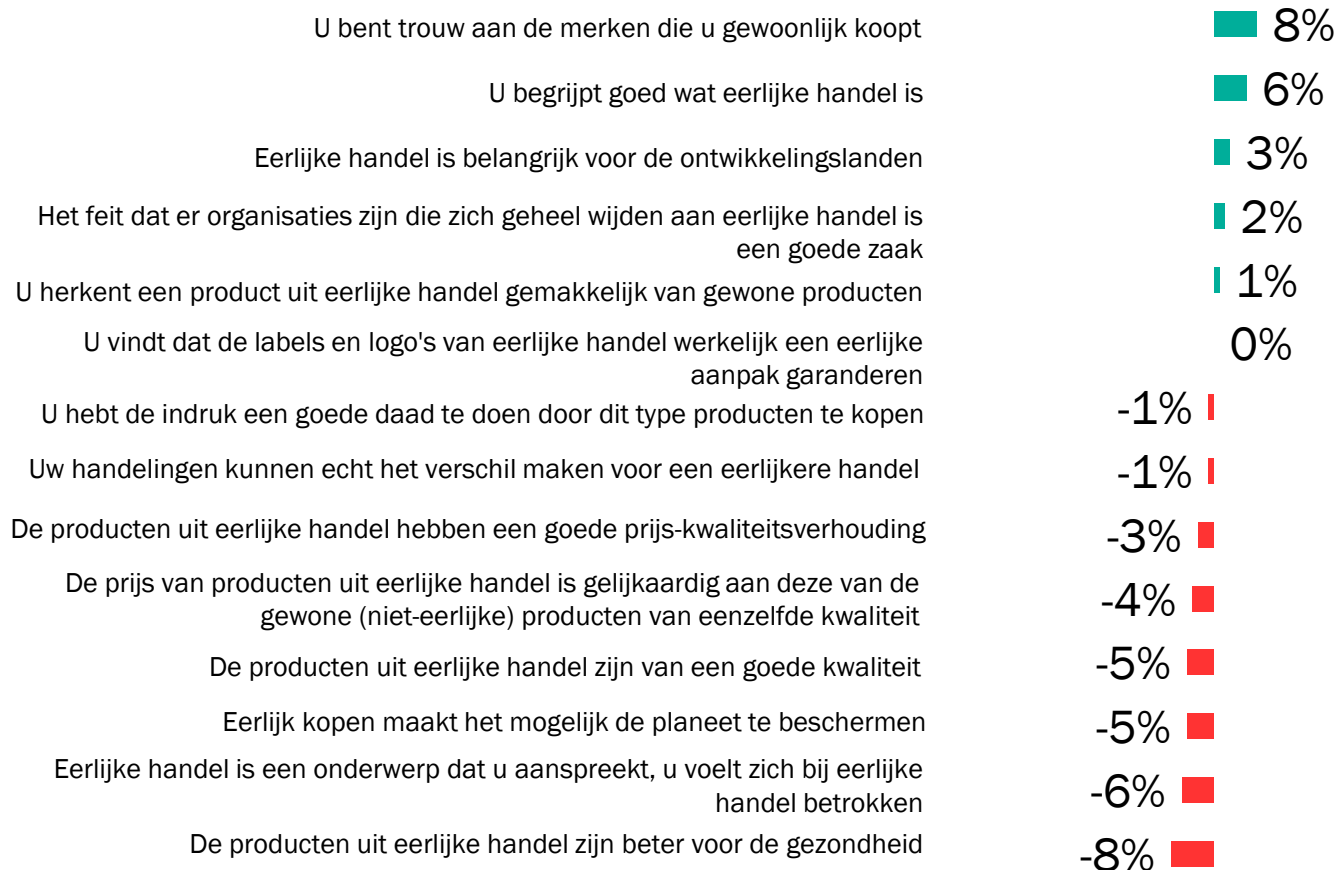 U bent trouw aan de merken die u gewoonlijk koopt 8%
U begrijpt goed wat eerlijke handel is 6%
Eerlijke handel is belangrijk voor de ontwikkelingslanden 3%
Het feit dat er organisaties zijn die zich geheel wijden aan eerlijke handel is
een goede zaak 2%
U herkent een product uit eerlijke handel gemakkelijk van gewone producten 1%
U vindt dat de labels en logo's van eerlijke handel werkelijk een eerlijke
aanpak garanderen 0%
U hebt de indruk een goede daad te doen door dit type producten te kopen -1%
Uw handelingen kunnen echt het verschil maken voor een eerlijkere handel -1%
De producten uit eerlijke handel hebben een goede prijs-kwaliteitsverhouding -3%
De prijs van producten uit eerlijke handel is gelijkaardig aan deze van de
gewone (niet-eerlijke) producten van eenzelfde kwaliteit -4%
De producten uit eerlijke handel zijn van een goede kwaliteit -5%
Eerlijk kopen maakt het mogelijk de planeet te beschermen -5%
Eerlijke handel is een onderwerp dat u aanspreekt, u voelt zich bij eerlijke
handel betrokken -6%
De producten uit eerlijke handel zijn beter voor de gezondheid -8%